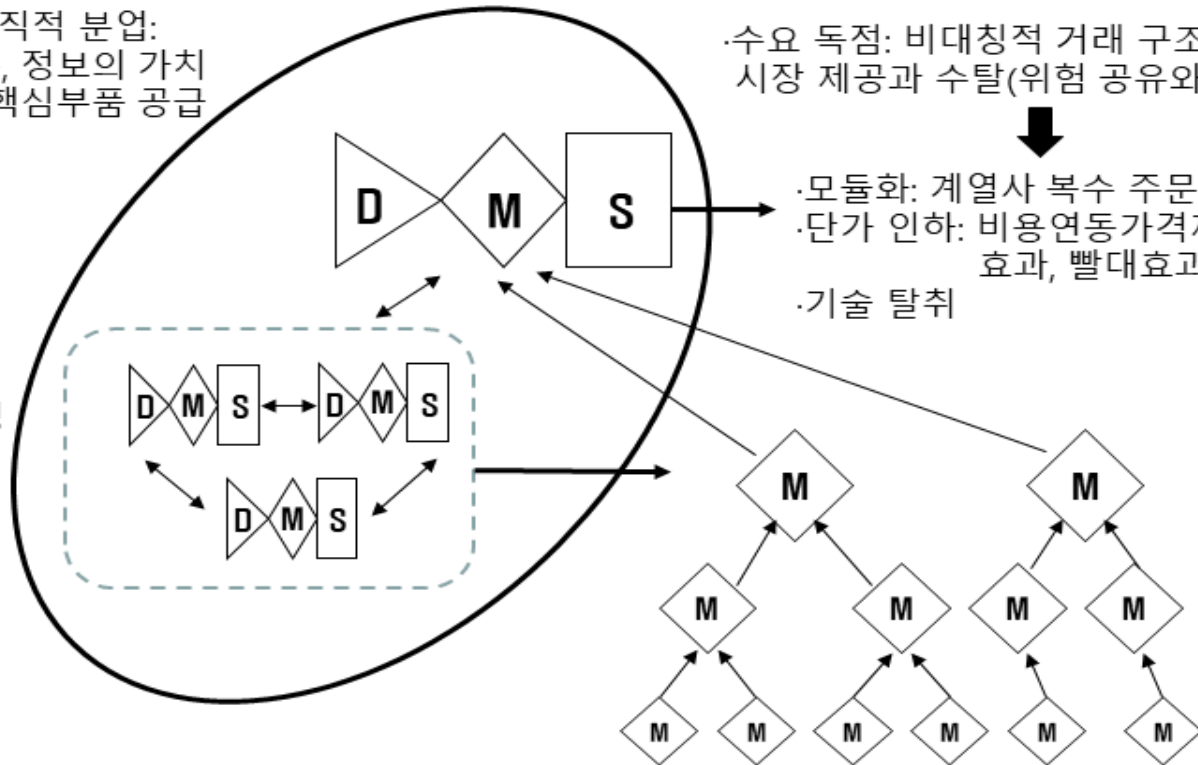 직적 분업:
정보의 가치
핵심부품 공급
·수요 독점: 비대칭적 거래 구조
시장 제공과 수탈(위험 공유와
·모듈화: 계열사 복수 주문
·단가 인하: 비용연동가격
효과, 빨대효과
·기술 탈취
D M S
D M S D M S
D M S
M M
M M M M
M M M M M M